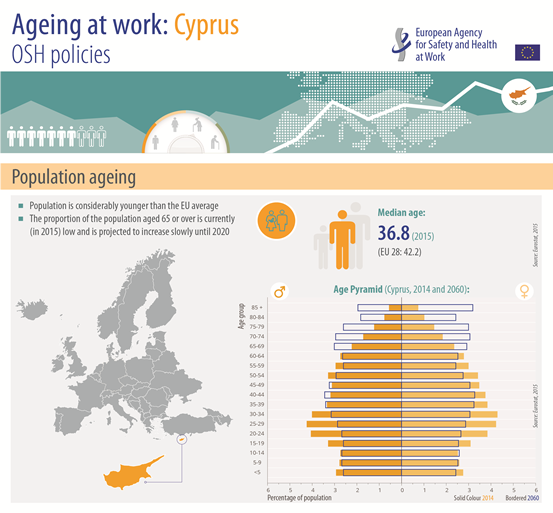 Ageing at work: Cyprus
OSH policies
European Agency
for Safety and Health
at Work
Population ageing
Population is considerably younger than the EU average
The proportion of the population aged 65 or over is currently
(in 2015) low and is projected to increase slowly until 2020
Median age:
36.8 (2015)
(EU 28: 42.2)
Source: Eurostat, 2015
Age Pyramid (Cyprus, 2014 and 2060):
Age group
85 +
80-84
75-79
70-74
65-69
60-64
55-59
50-54
45-49
40-44
35-39
30-34
25-29
20-24
15-19
10-14
5-9
<5
Source: Eurostat, 2015
6 5 4 3 2 1 0 1 2 3 4 5 6
Percentage of population
Solid Colour 2014
Bordered 2060